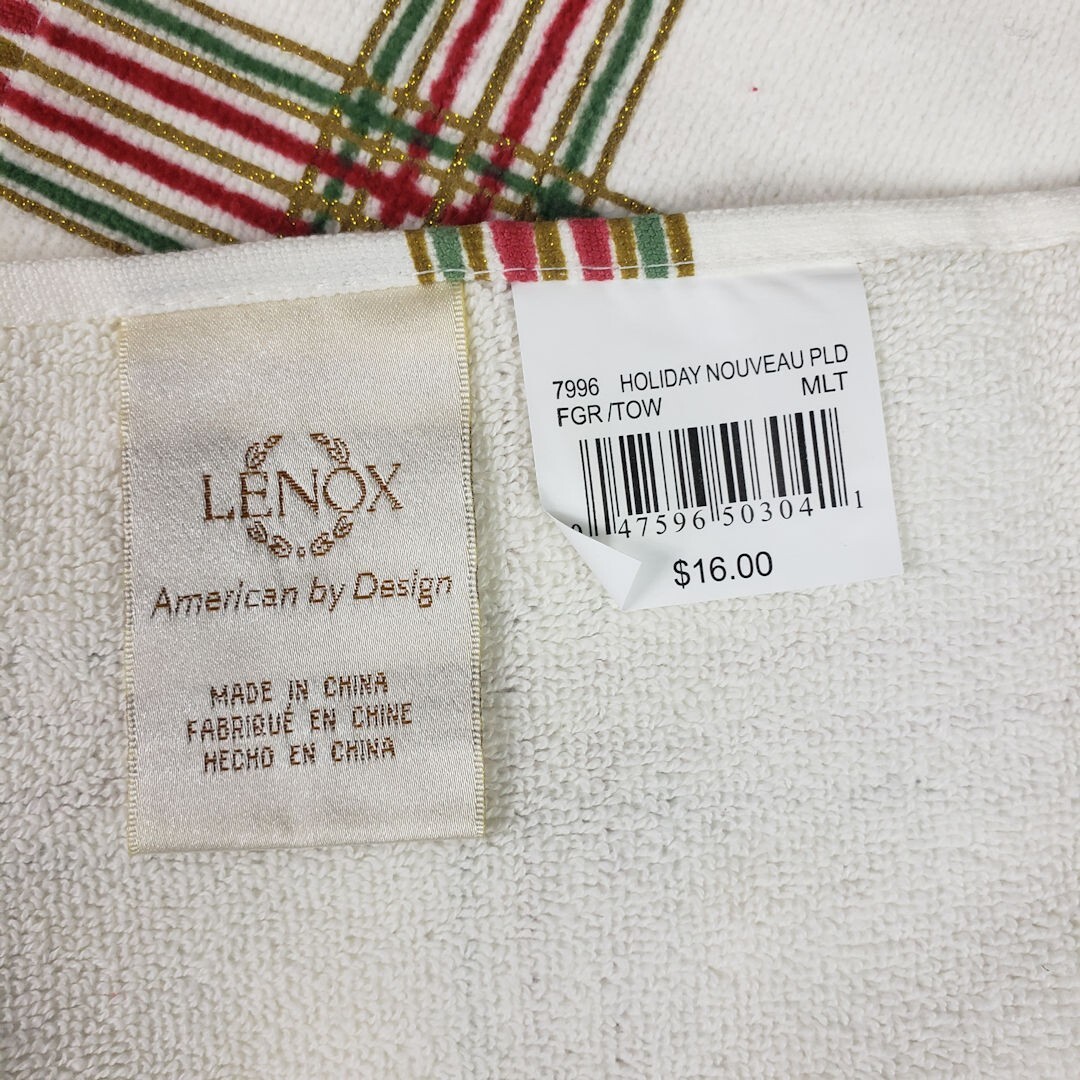 LENOX
American by Design
MADE IN CHINA
FABRIQUÉ EN CHINE
HECHO EN CHINA
7996 HOLIDAY NOUVEAU PLD
FGR /TOW MLT
0 47596 50304 1
$16.00